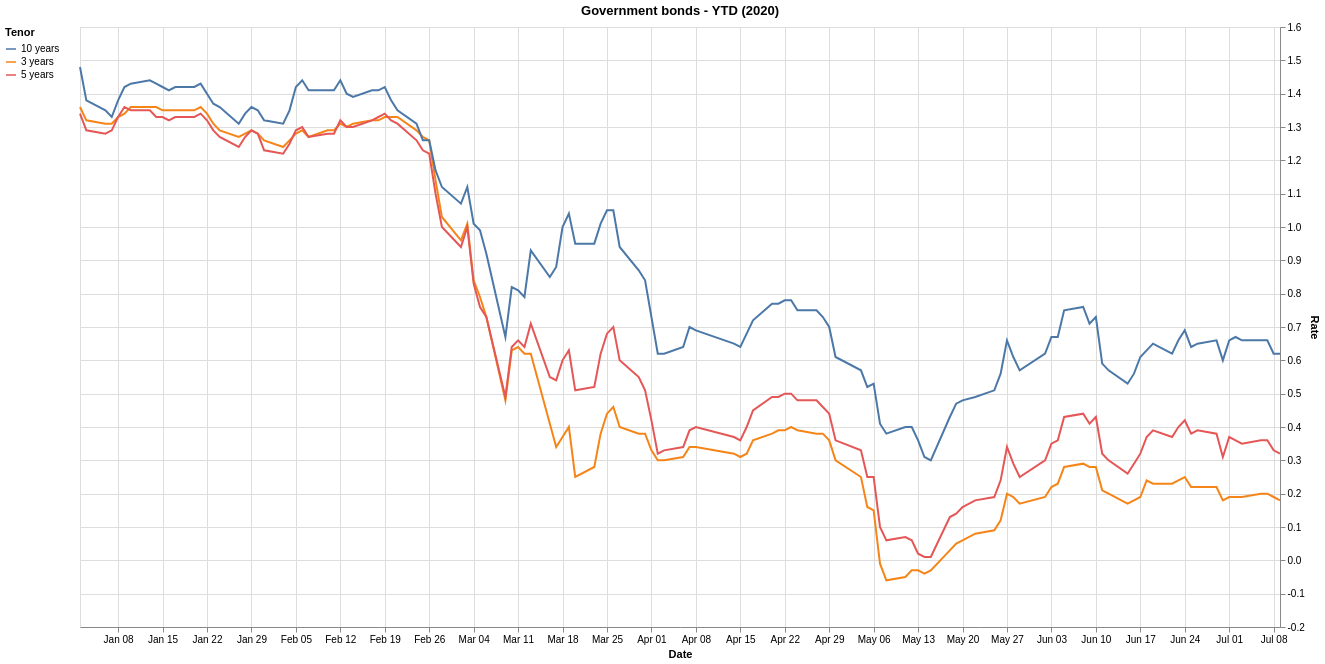 Government bonds - YTD (2020)
Tenor
10 years
3 years
5 years
1.6
1.5
1.4
1.3
1.2
1.1
1.0
0.9
0.8
0.7
0.6
0.5
0.4
0.3
0.2
0.1
0.0
-0.1
-0.2
Rate
Jan 08 Jan 15 Jan 22 Jan 29 Feb 05 Feb 12 Feb 19 Feb 26 Mar 04 Mar 11 Mar 18 Mar 25 Apr 01 Apr 08 Apr 15 Apr 22 Apr 29 May 06 May 13 May 20 May 27 Jun 03 Jun 10 Jun 17 Jun 24 Jul 01 Jul 08
Date